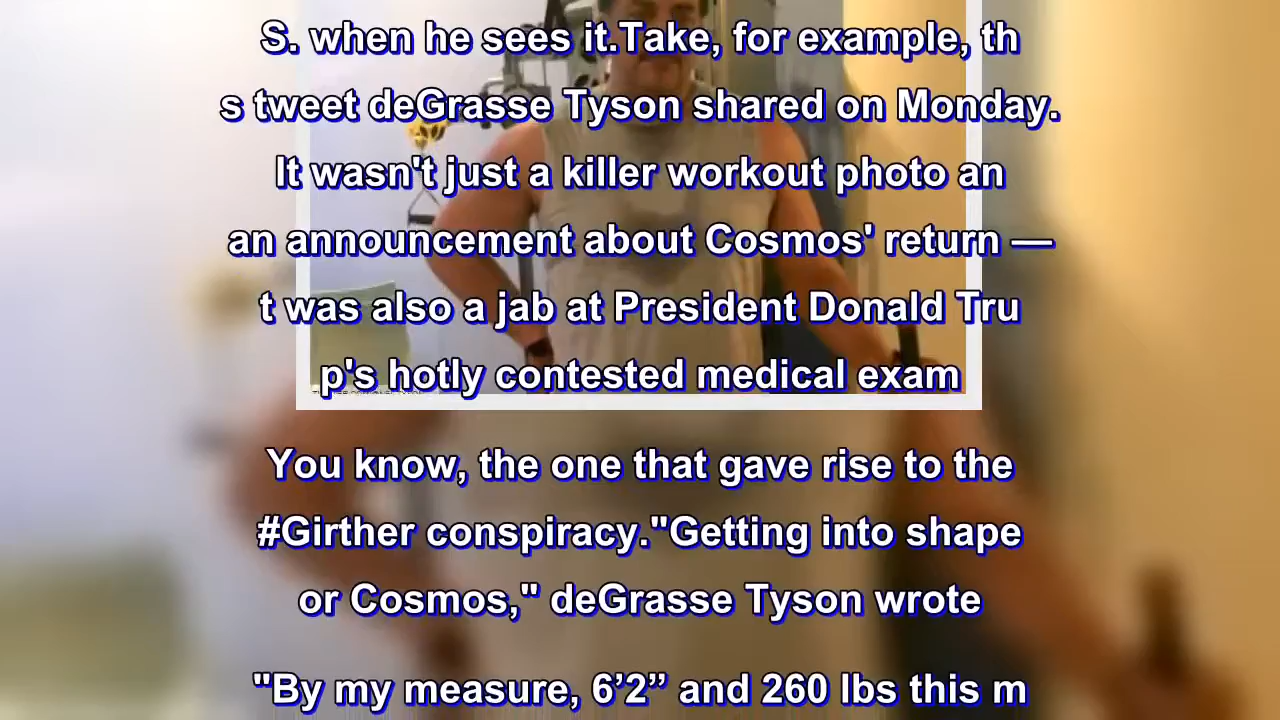 S. when he sees it.Take, for example, th
s tweet deGrasse Tyson shared on Monday.
It wasn't just a killer workout photo an
an announcement about Cosmos' return —
t was also a jab at President Donald Tru
p's hotly contested medical exam
You know, the one that gave rise to the
#Girther conspiracy."Getting into shape
or Cosmos," deGrasse Tyson wrote
"By my measure, 6’2” and 260 lbs this m